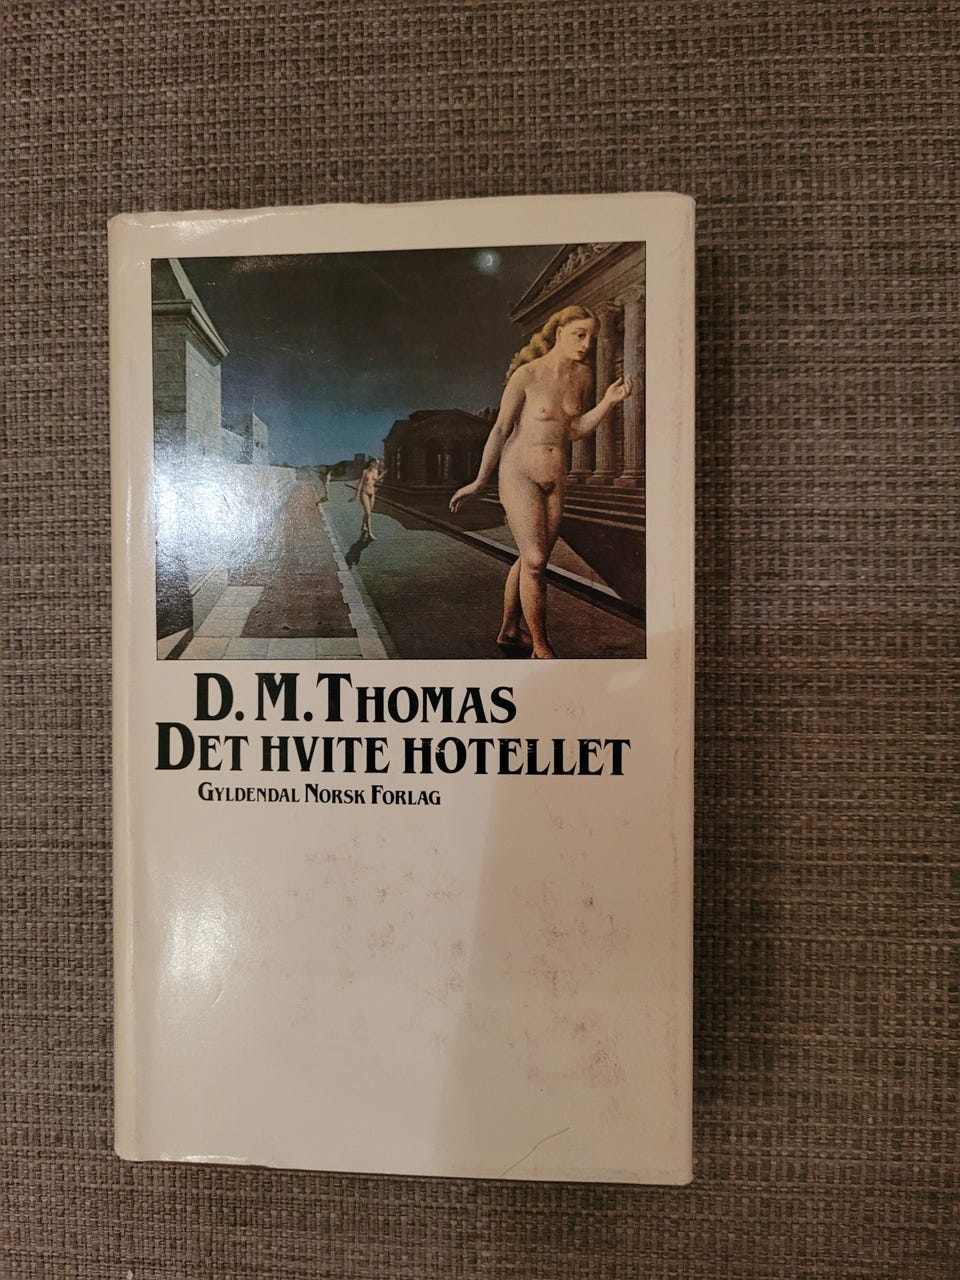 D. M. Thomas
Det hvite hotellet
Gyldendal Norsk Forlag